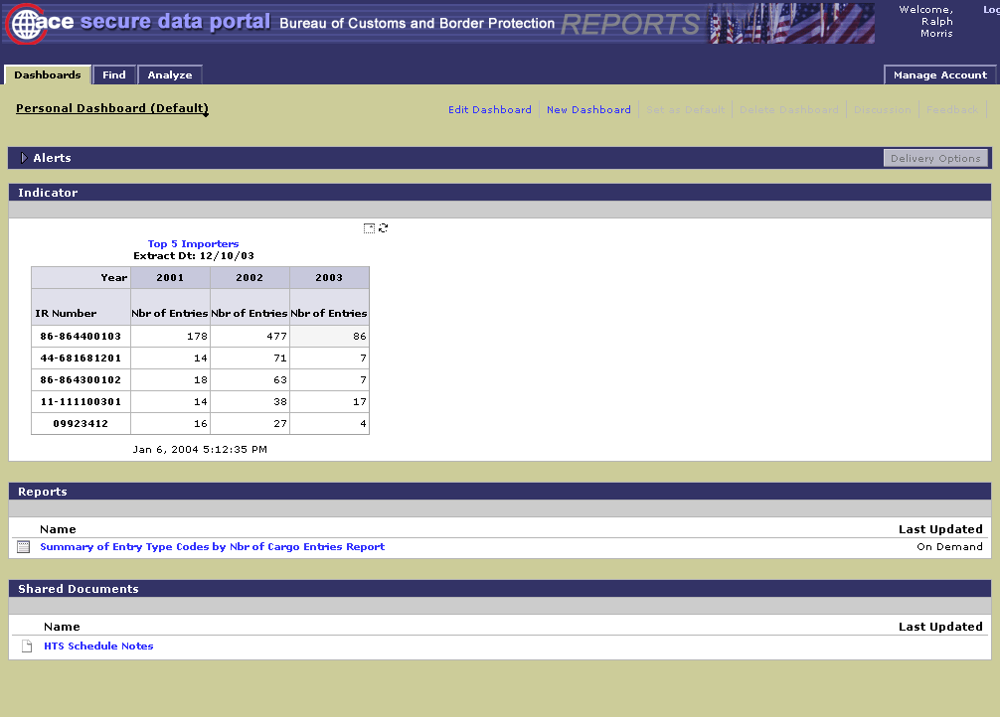 ace secure data portal Bureau of Customs and Border Protection REPORTS
Welcome, Log
Ralph
Morris
Dashboards Find Analyze Manage Account
Personal Dashboard (Default)
Edit Dashboard New Dashboard Set as Default Delete Dashboard Discussion Feedback
Alerts Delivery Options
Indicator
Top 5 Importers
Extract Dt: 12/10/03
Year 2001 2002 2003
IR Number Nbr of Entries Nbr of Entries Nbr of Entries
86-864400103 178 477 86
44-681681201 14 71 7
86-864300102 18 63 7
11-111100301 14 38 17
09923412 16 27 4
Jan 6, 2004 5:12:35 PM
Reports
Name Last Updated
Summary of Entry Type Codes by Nbr of Cargo Entries Report On Demand
Shared Documents
Name Last Updated
HTS Schedule Notes